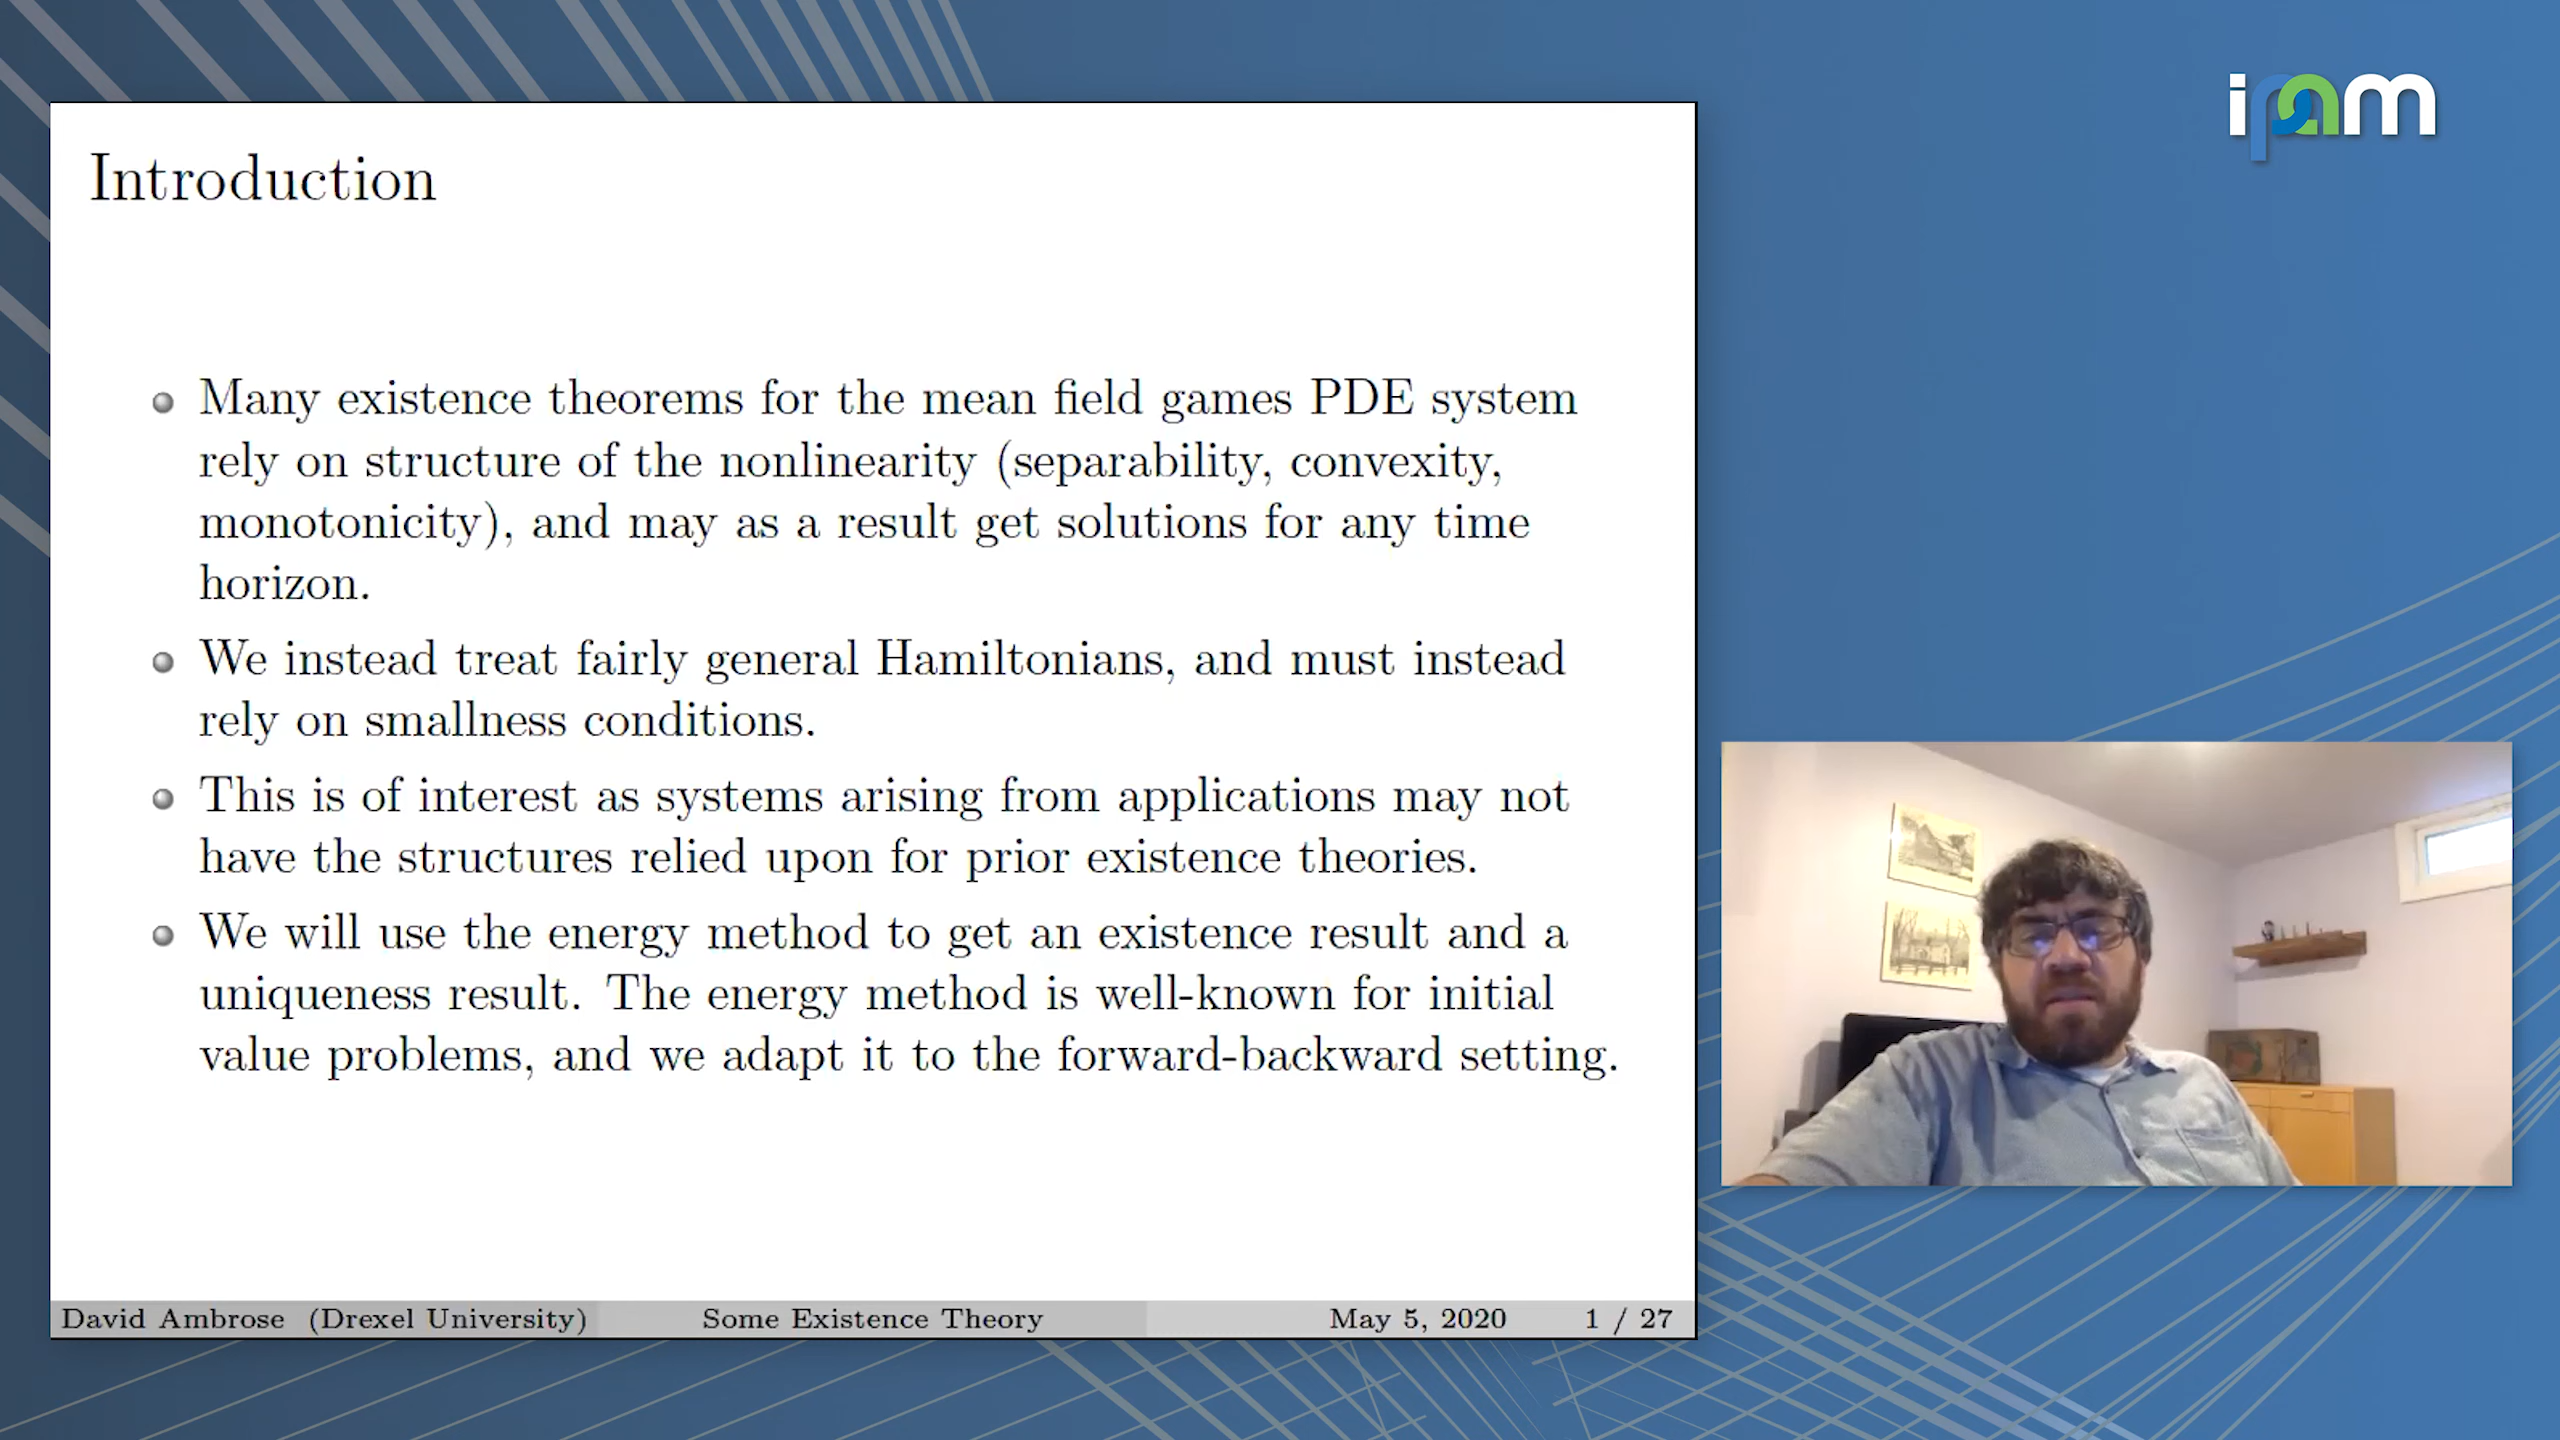 ipam
Introduction
Many existence theorems for the mean field games PDE system
rely on structure of the nonlinearity (separability, convexity,
monotonicity), and may as a result get solutions for any time
horizon.
We instead treat fairly general Hamiltonians, and must instead
rely on smallness conditions.
This is of interest as systems arising from applications may not
have the structures relied upon for prior existence theories.
We will use the energy method to get an existence result and a
uniqueness result. The energy method is well-known for initial
value problems, and we adapt it to the forward-backward setting.
David Ambrose (Drexel University) Some Existence Theory May 5, 2020 1 / 27